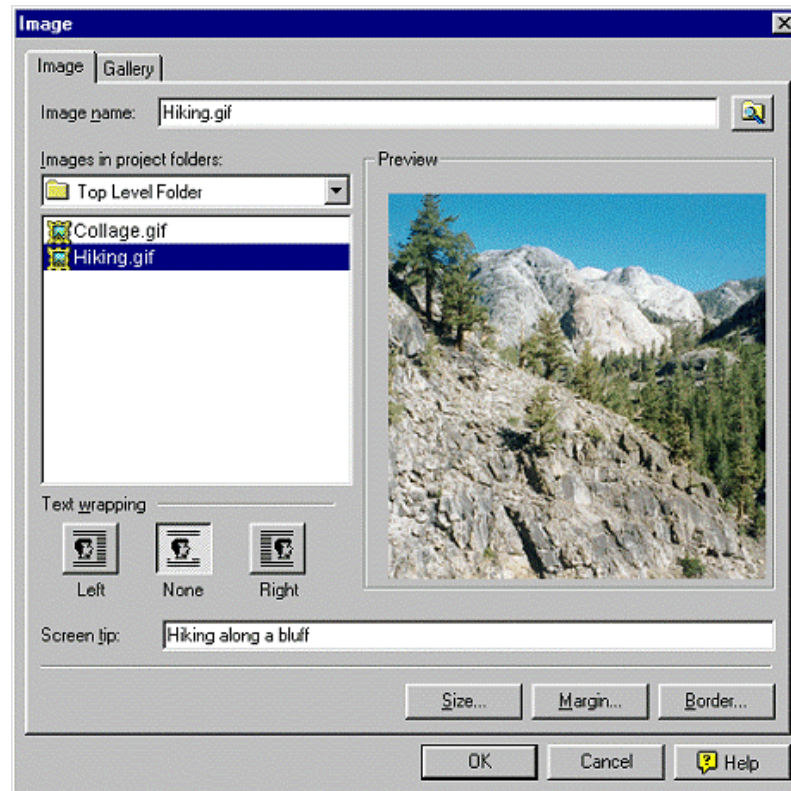 Image
Image Gallery
Image name: Hiking.gif
Images in project folders:
Top Level Folder
Collage.gif
Hiking.gif
Preview
Text wrapping
Left None Right
Screen tip: Hiking along a bluff
Size... Margin... Border...
OK Cancel Help